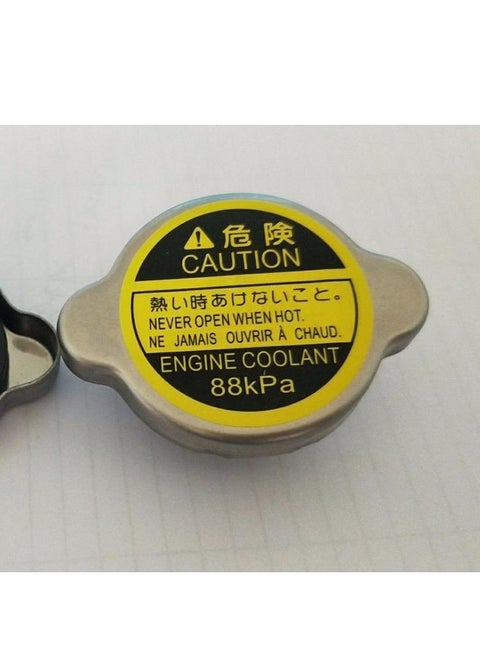 危険
CAUTION
熱い時あけないこと。
NEVER OPEN WHEN HOT.
NE JAMAIS OUVRIR À CHAUD.
ENGINE COOLANT
88kPa